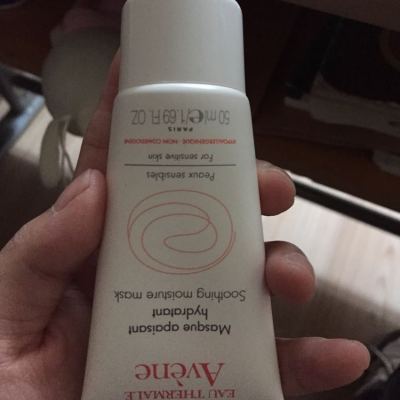 EAU THERMALE
Avène
Masque apaisant
hydratant
Soothing moisture mask
Peaux sensibles
For sensitive skin
HYPOALLERGÉNIQUE - NON COMÉDOGÈNE
PARIS
50 ml e/1.69 FL. OZ